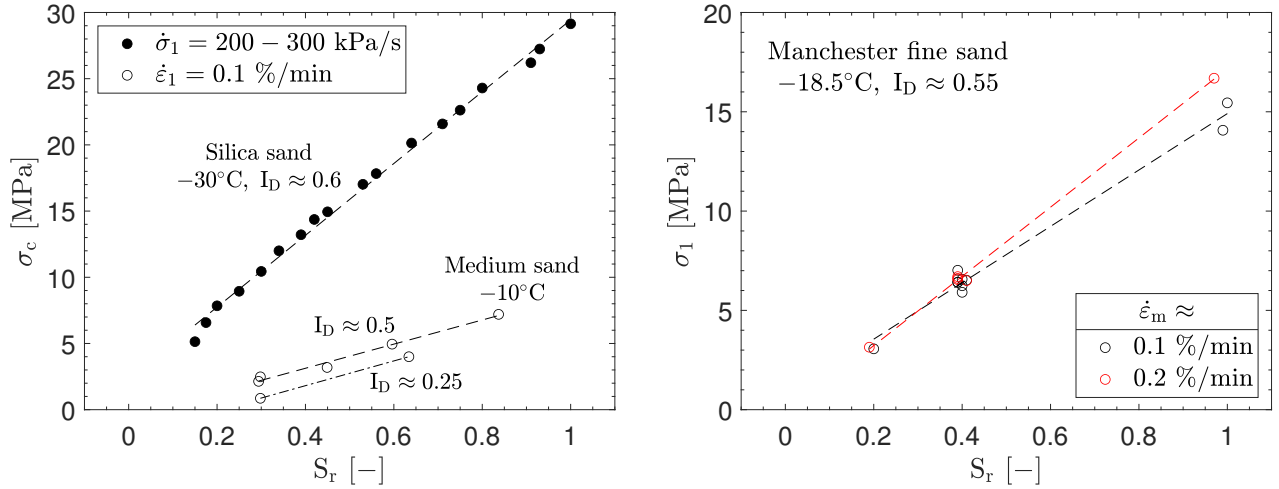 30
25
20
15
10
5
0
σc [MPa]
σ̇1 = 200 − 300 kPa/s
ε̇1 = 0.1 %/min
Silica sand
−30°C, ID ≈ 0.6
Medium sand
−10°C
ID ≈ 0.5
ID ≈ 0.25
0 0.2 0.4 0.6 0.8 1
Sr [−]
20
15
10
5
0
σ1 [MPa]
Manchester fine sand
−18.5°C, ID ≈ 0.55
ε̇m ≈
0.1 %/min
0.2 %/min
0 0.2 0.4 0.6 0.8 1
Sr [−]